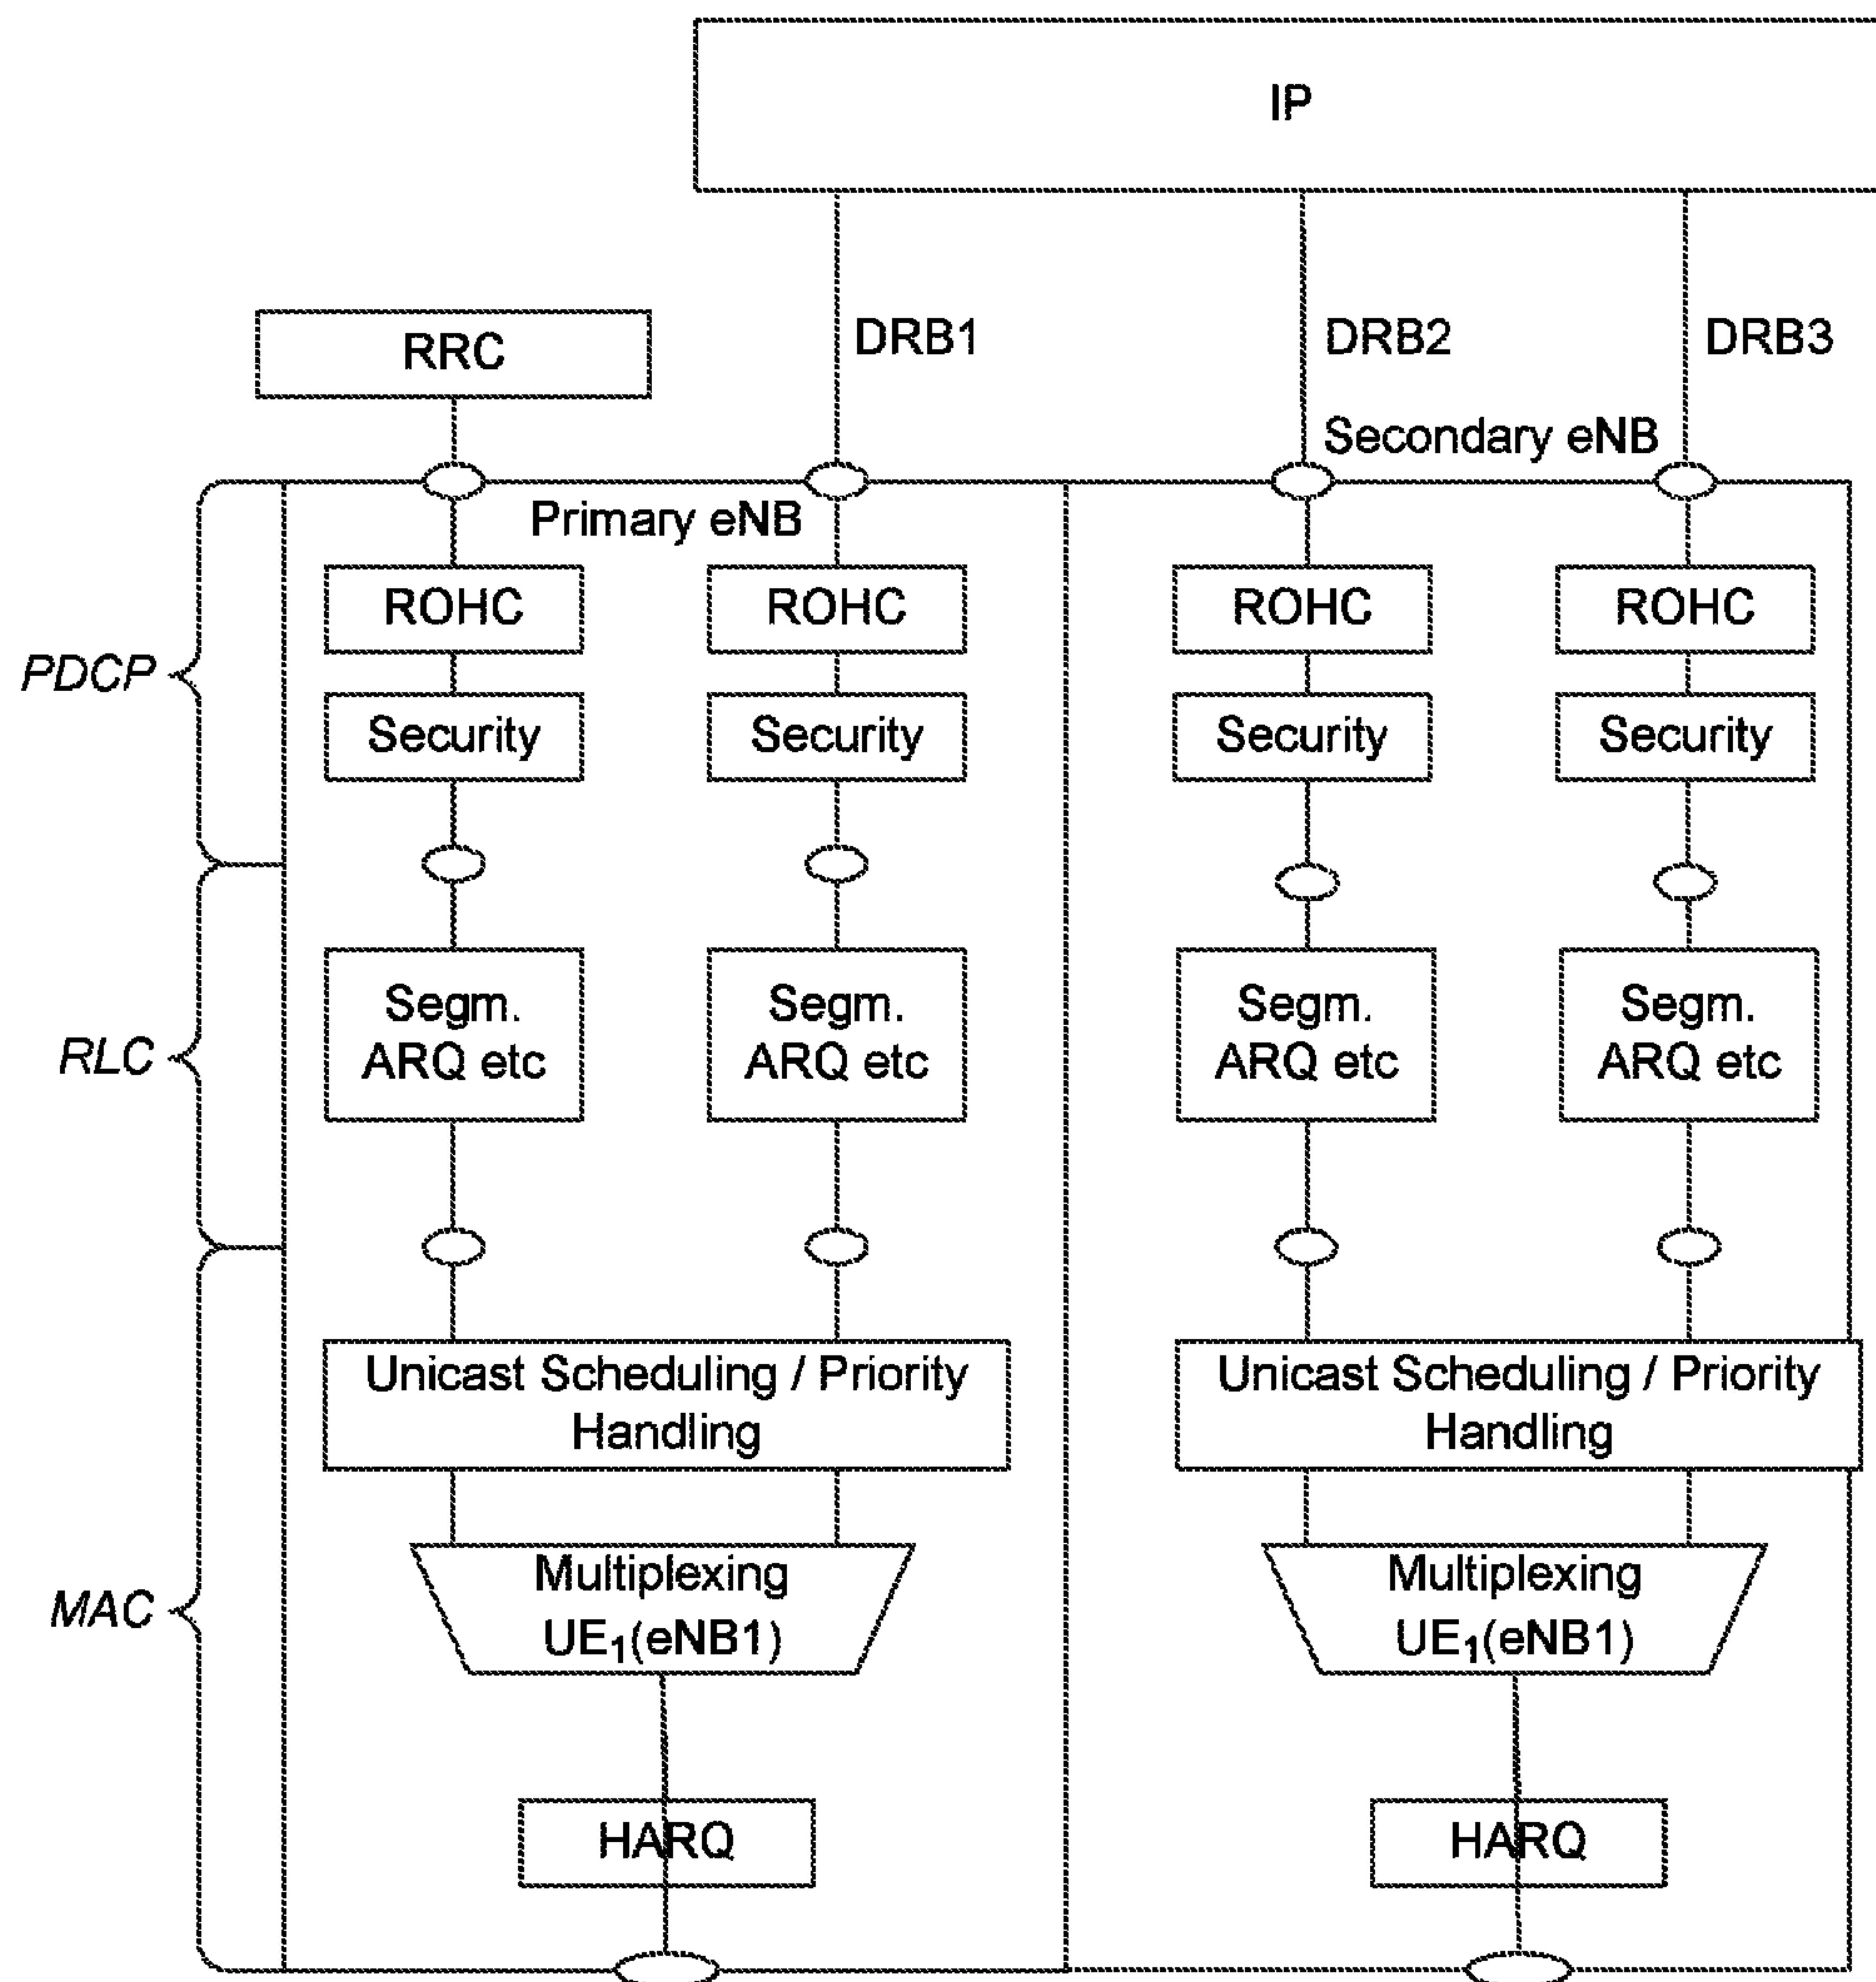 IP
RRC
DRB1
DRB2
DRB3
Secondary eNB
Primary eNB
ROHC
ROHC
ROHC
ROHC
PDCP
Security
Security
Security
Security
Segm.
ARQ etc
Segm.
ARQ etc
Segm.
ARQ etc
Segm.
ARQ etc
RLC
Unicast Scheduling / Priority
Handling
Unicast Scheduling / Priority
Handling
MAC
Multiplexing
UE₁(eNB1)
Multiplexing
UE₁(eNB1)
HARQ
HARQ